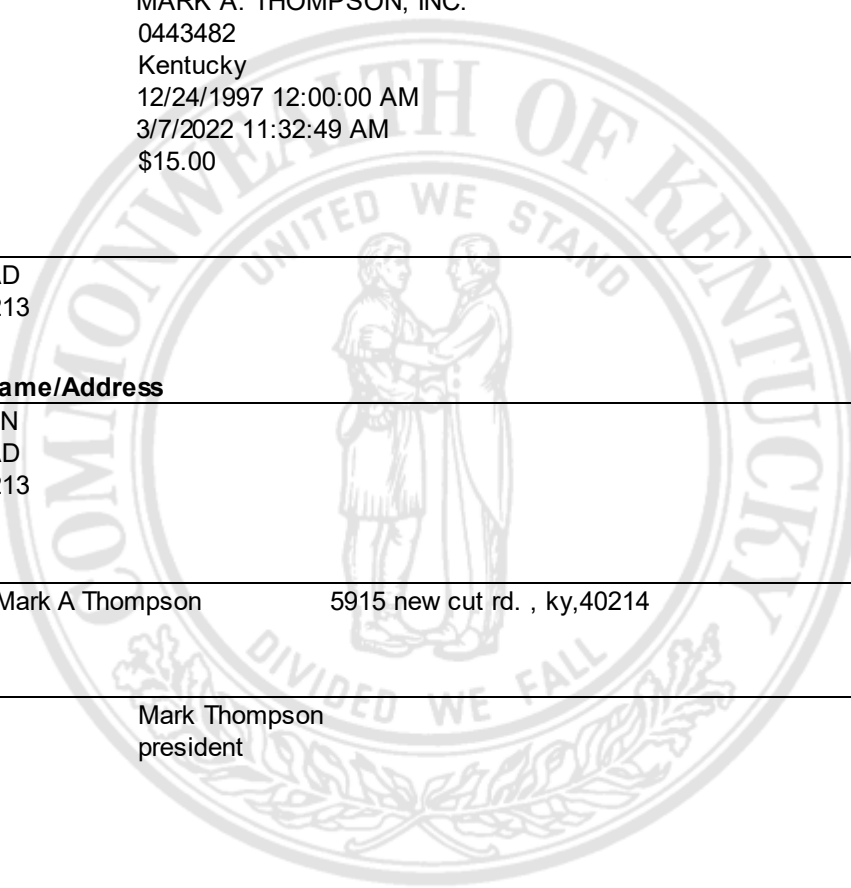 MARK A. THOMPSON, INC.
0443482
Kentucky
12/24/1997 12:00:00 AM
3/7/2022 11:32:49 AM
$15.00
COMMONWEALTH OF KENTUCKY
UNITED WE STAND
AD
213
ame/Address
N
AD
213
Mark A Thompson 5915 new cut rd. , ky,40214
DIVIDED WE FALL
Mark Thompson
president